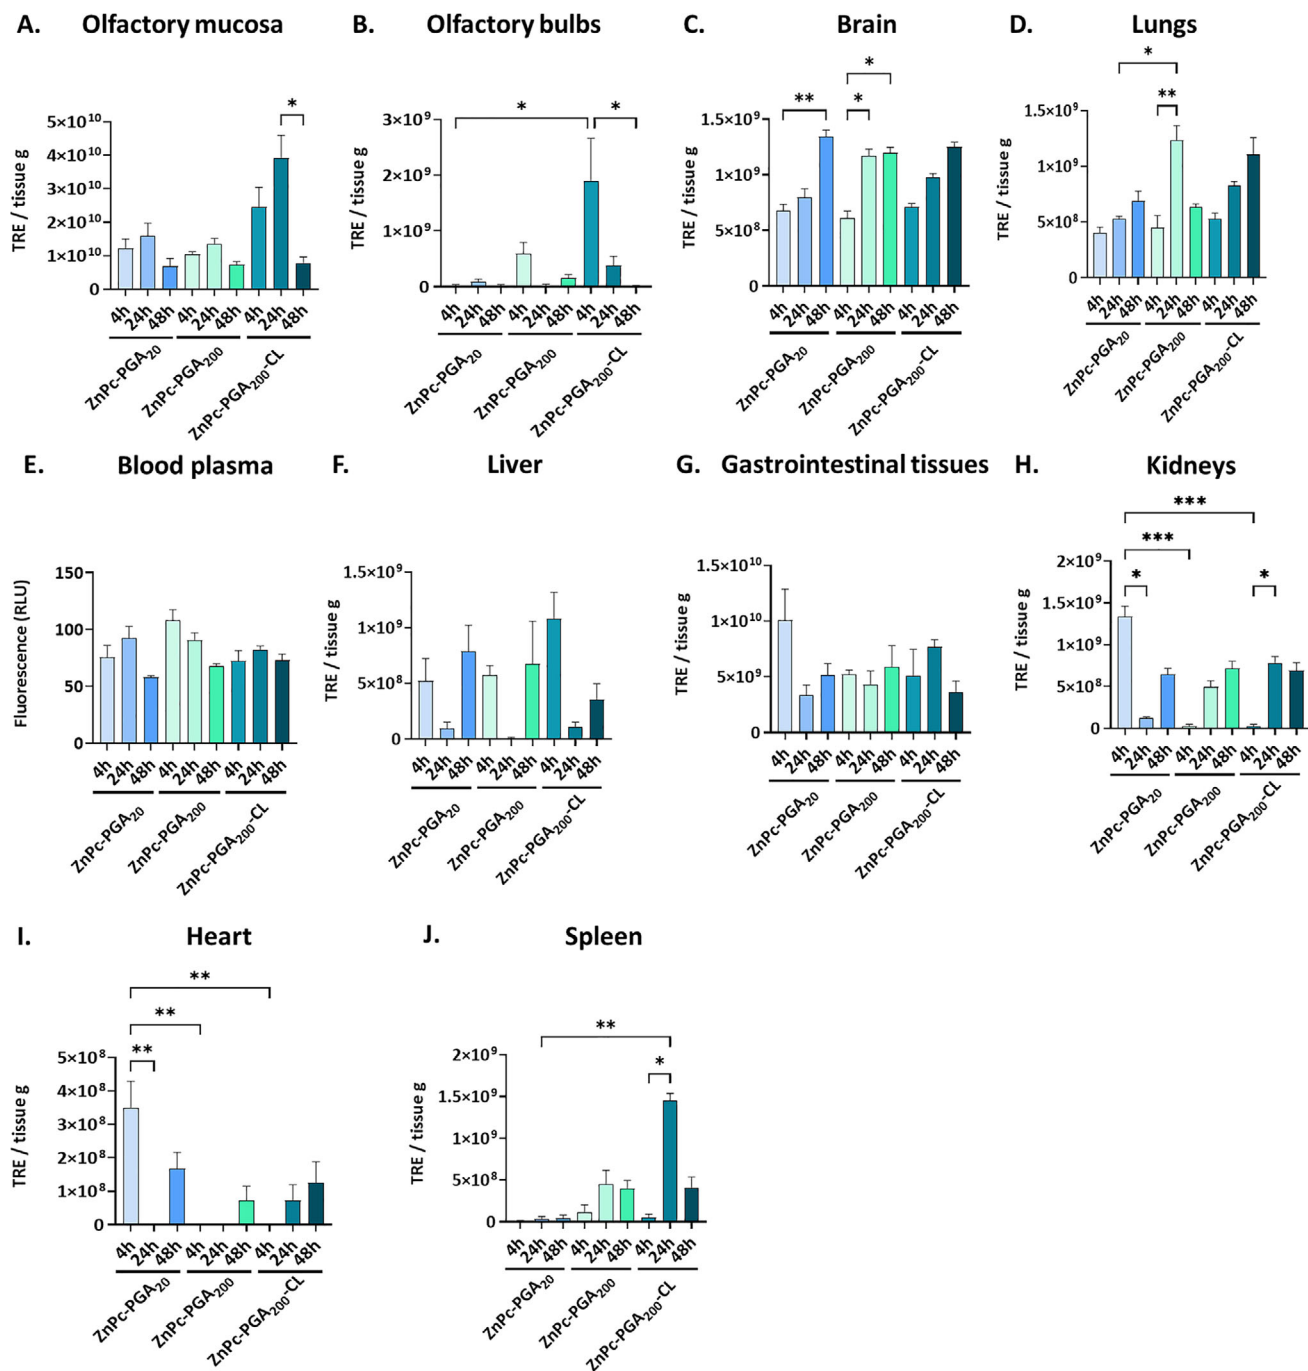 A. Olfactory mucosa
TRE / tissue g
5×10¹⁰
4×10¹⁰
3×10¹⁰
2×10¹⁰
1×10¹⁰
0
*
4h 24h 48h 4h 24h 48h 4h 24h 48h
ZnPc-PGA₂₀ ZnPc-PGA₂₀₀ ZnPc-PGA₂₀₀-CL
B. Olfactory bulbs
TRE / tissue g
3×10⁹
2×10⁹
1×10⁹
0
* *
4h 24h 48h 4h 24h 48h 4h 24h 48h
ZnPc-PGA₂₀ ZnPc-PGA₂₀₀ ZnPc-PGA₂₀₀-CL
C. Brain
TRE / tissue g
1.5×10⁹
1×10⁹
5×10⁸
0
*
** *
4h 24h 48h 4h 24h 48h 4h 24h 48h
ZnPc-PGA₂₀ ZnPc-PGA₂₀₀ ZnPc-PGA₂₀₀-CL
D. Lungs
TRE / tissue g
1.5×10⁹
1×10⁹
5×10⁸
0
*
**
4h 24h 48h 4h 24h 48h 4h 24h 48h
ZnPc-PGA₂₀ ZnPc-PGA₂₀₀ ZnPc-PGA₂₀₀-CL
E. Blood plasma
Fluorescence (RLU)
150
100
50
0
4h 24h 48h 4h 24h 48h 4h 24h 48h
ZnPc-PGA₂₀ ZnPc-PGA₂₀₀ ZnPc-PGA₂₀₀-CL
F. Liver
TRE / tissue g
1.5×10⁹
1×10⁹
5×10⁸
0
4h 24h 48h 4h 24h 48h 4h 24h 48h
ZnPc-PGA₂₀ ZnPc-PGA₂₀₀ ZnPc-PGA₂₀₀-CL
G. Gastrointestinal tissues
TRE / tissue g
1×10¹⁰
1×10¹⁰
5×10⁹
0
4h 24h 48h 4h 24h 48h 4h 24h 48h
ZnPc-PGA₂₀ ZnPc-PGA₂₀₀ ZnPc-PGA₂₀₀-CL
H. Kidneys
TRE / tissue g
2×10⁹
1.5×10⁹
1×10⁹
5×10⁸
0
***
***
* *
4h 24h 48h 4h 24h 48h 4h 24h 48h
ZnPc-PGA₂₀ ZnPc-PGA₂₀₀ ZnPc-PGA₂₀₀-CL
I. Heart
TRE / tissue g
5×10⁸
4×10⁸
3×10⁸
2×10⁸
1×10⁸
0
**
**
**
4h 24h 48h 4h 24h 48h 4h 24h 48h
ZnPc-PGA₂₀ ZnPc-PGA₂₀₀ ZnPc-PGA₂₀₀-CL
J. Spleen
TRE / tissue g
2×10⁹
1.5×10⁹
1×10⁹
5×10⁸
0
**
*
4h 24h 48h 4h 24h 48h 4h 24h 48h
ZnPc-PGA₂₀ ZnPc-PGA₂₀₀ ZnPc-PGA₂₀₀-CL